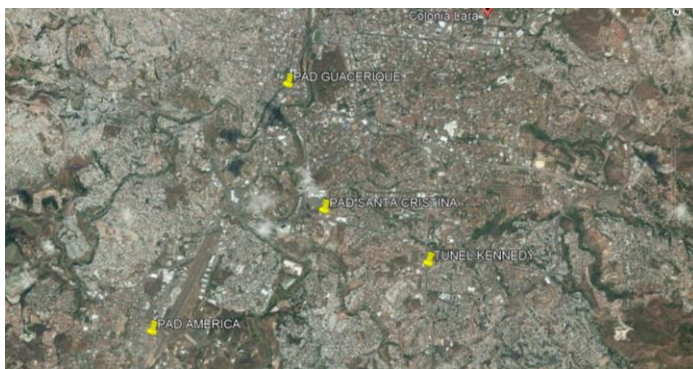 Colonia Lara
PAD GUACERIQUE
PAD SANTA CRISTINA
TUNEL KENNEDY
PAD AMERICA